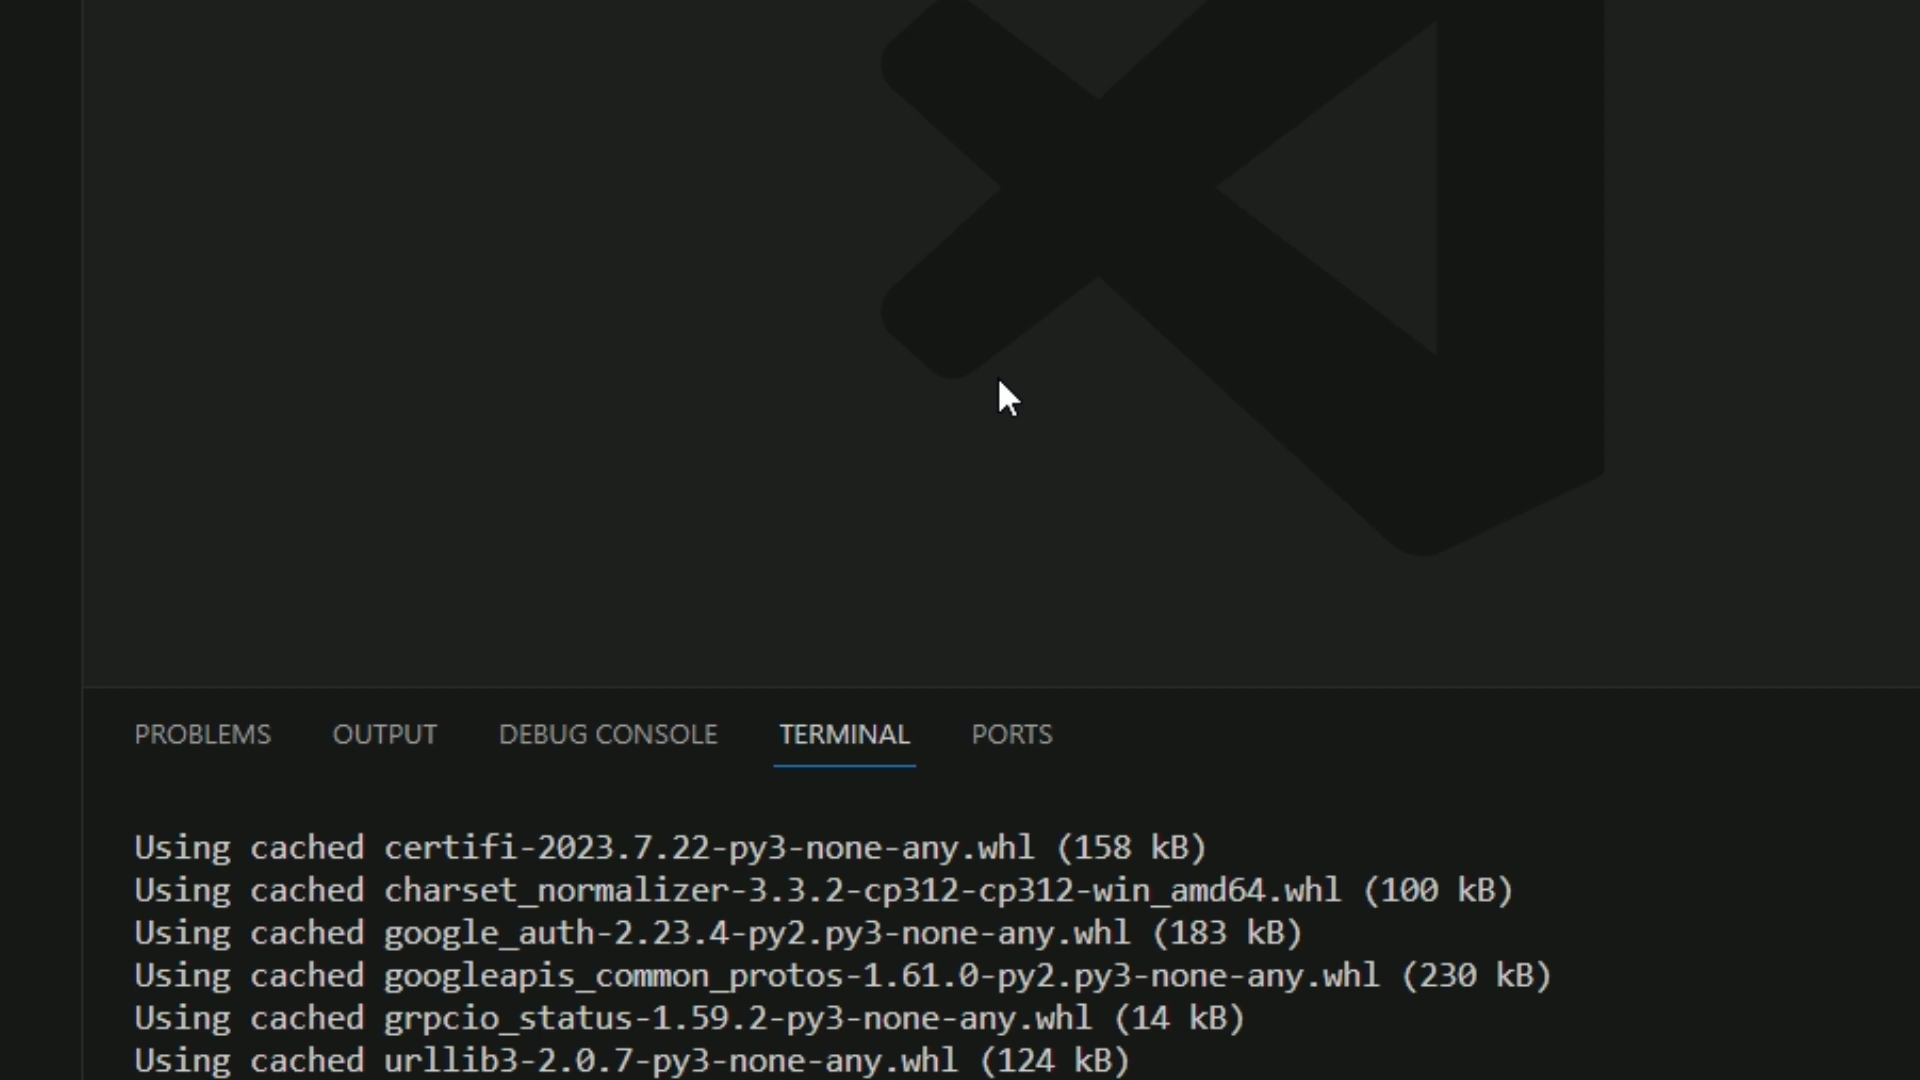 PROBLEMS OUTPUT DEBUG CONSOLE TERMINAL PORTS
Using cached certifi-2023.7.22-py3-none-any.whl (158 kB)
Using cached charset_normalizer-3.3.2-cp312-cp312-win_amd64.whl (100 kB)
Using cached google_auth-2.23.4-py2.py3-none-any.whl (183 kB)
Using cached googleapis_common_protos-1.61.0-py2.py3-none-any.whl (230 kB)
Using cached grpcio_status-1.59.2-py3-none-any.whl (14 kB)
Using cached urllib3-2.0.7-py3-none-any.whl (124 kB)